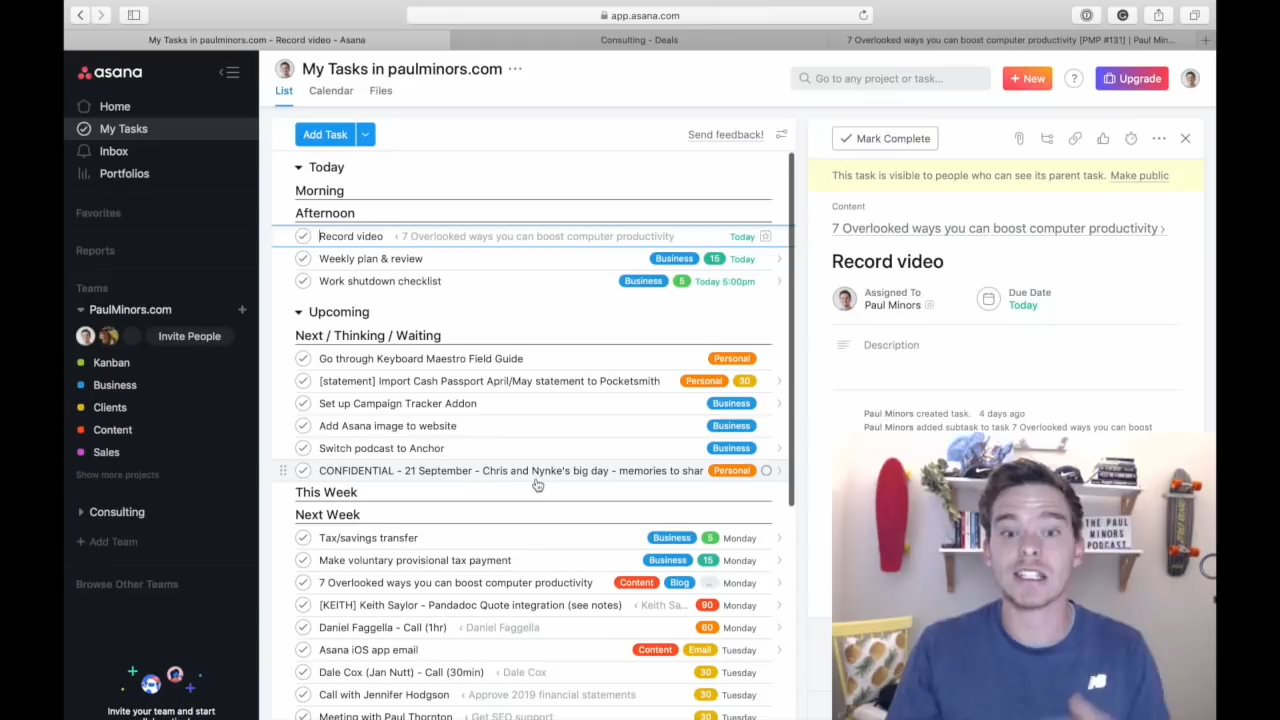 app.asana.com
My Tasks in paulminors.com - Record video - Asana
Consulting - Deals
7 Overlooked ways you can boost computer productivity [PMP #131] | Paul Min...
asana
Home
My Tasks
Inbox
Portfolios
Favorites
Reports
Teams
PaulMinors.com
Invite People
Kanban
Business
Clients
Content
Sales
Show more projects
Consulting
+ Add Team
Browse Other Teams
Invite your team and start
My Tasks in paulminors.com ...
List Calendar Files
Go to any project or task...
+ New
?
Upgrade
Add Task
Send feedback!
Today
Morning
Afternoon
Record video ‹ 7 Overlooked ways you can boost computer productivity Today
Weekly plan & review Business 15 Today
Work shutdown checklist Business 5 Today 5:00pm
Upcoming
Next / Thinking / Waiting
Go through Keyboard Maestro Field Guide Personal
[statement] Import Cash Passport April/May statement to Pocketsmith Personal 30
Set up Campaign Tracker Addon Business
Add Asana image to website Business
Switch podcast to Anchor Business
CONFIDENTIAL - 21 September - Chris and Nynke's big day - memories to shar Personal
This Week
Next Week
Tax/savings transfer Business 5 Monday
Make voluntary provisional tax payment Business 15 Monday
7 Overlooked ways you can boost computer productivity Content Blog ... Monday
[KEITH] Keith Saylor - Pandadoc Quote integration (see notes) ‹ Keith Sa... 90 Monday
Daniel Faggella - Call (1hr) ‹ Daniel Faggella 60 Monday
Asana iOS app email Content Email Tuesday
Dale Cox (Jan Nutt) - Call (30min) ‹ Dale Cox 30 Tuesday
Call with Jennifer Hodgson ‹ Approve 2019 financial statements 30 Tuesday
Meeting with Paul Thornton ‹ Get SEO support 30 Tuesday
Mark Complete
This task is visible to people who can see its parent task. Make public
Content
7 Overlooked ways you can boost computer productivity ›
Record video
Assigned To
Paul Minors
Due Date
Today
Description
Paul Minors created task. 4 days ago
Paul Minors added subtask to task 7 Overlooked ways you can boost
THE PAUL
MINORS
PODCAST